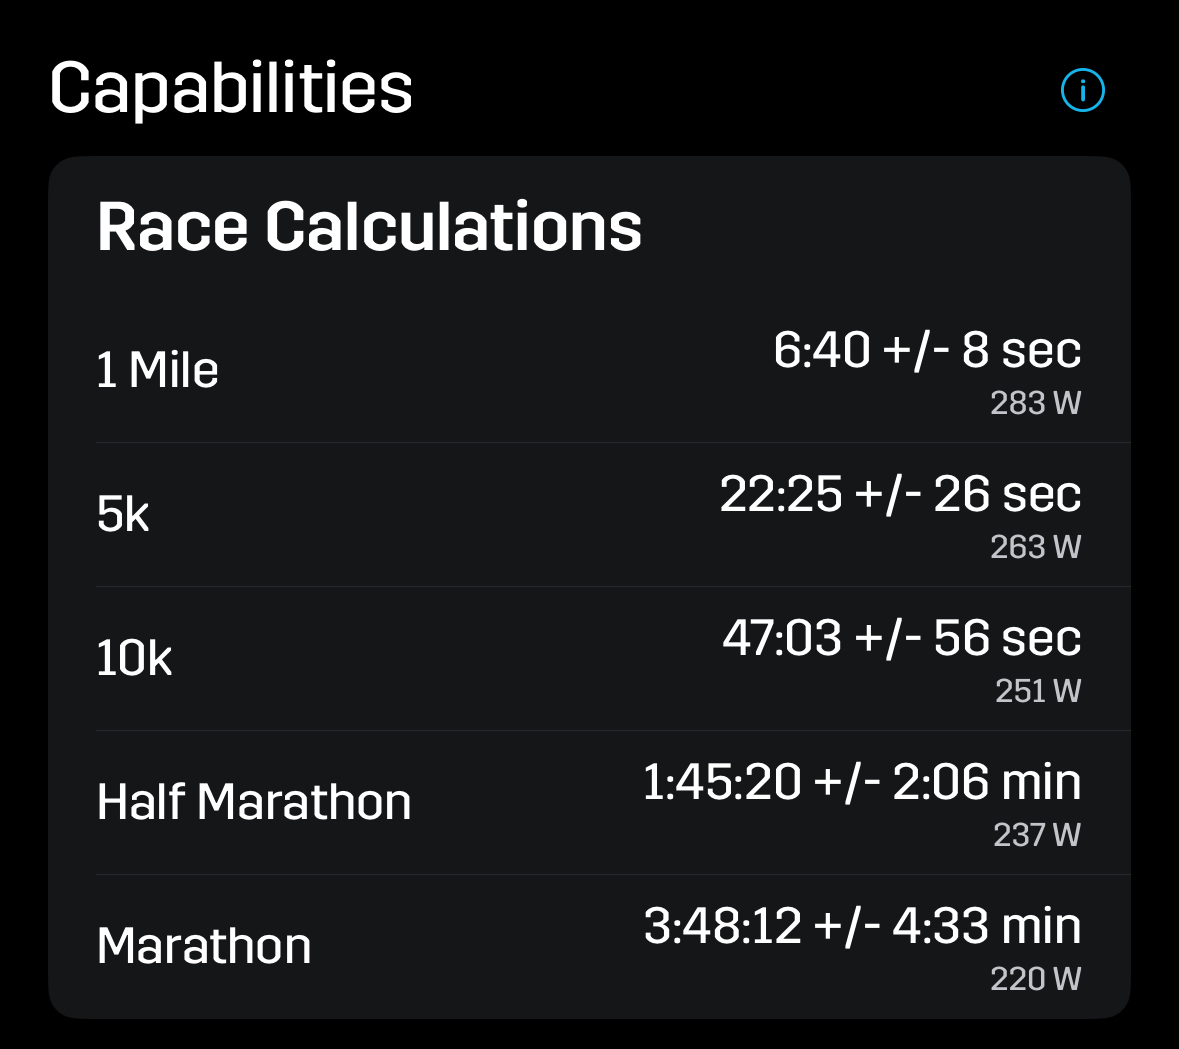 Capabilities
Race Calculations
1 Mile
6:40 +/- 8 sec
283 W
5k
22:25 +/- 26 sec
263 W
10k
47:03 +/- 56 sec
251 W
Half Marathon
1:45:20 +/- 2:06 min
237 W
Marathon
3:48:12 +/- 4:33 min
220 W